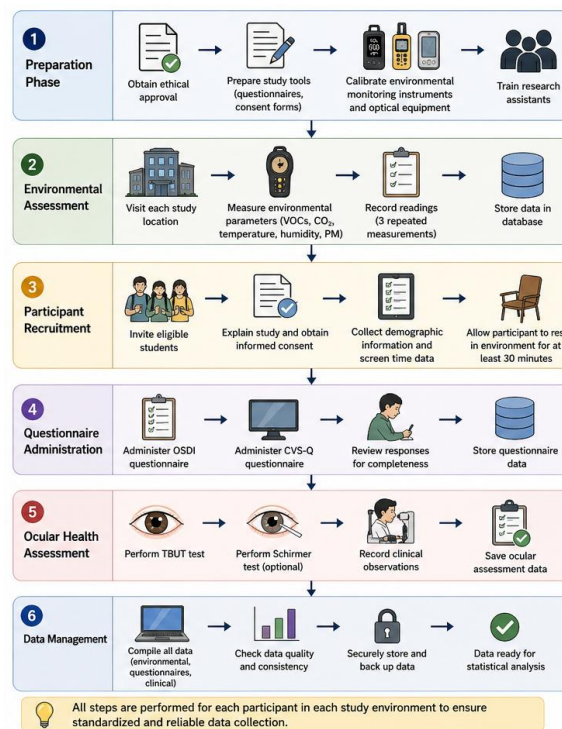 1
Preparation
Phase
Obtain ethical
approval
Prepare study tools
(questionnaires,
consent forms)
Calibrate environmental
monitoring instruments
and optical equipment
Train research
assistants
2
Environmental
Assessment
Visit each study
location
Measure environmental
parameters (VOCs, CO₂,
temperature, humidity, PM)
Record readings
(3 repeated
measurements)
Store data in
database
3
Participant
Recruitment
Invite eligible
students
Explain study and obtain
informed consent
Collect demographic
information and
screen time data
Allow participant to res
in environment for at
least 30 minutes
4
Questionnaire
Administration
Administer OSDI
questionnaire
Administer CVS-Q
questionnaire
Review responses
for completeness
Store questionnaire
data
5
Ocular Health
Assessment
Perform TBUT test
Perform Schirmer
test (optional)
Record clinical
observations
Save ocular
assessment data
6
Data Management
Compile all data
(environmental,
questionnaires,
clinical)
Check data quality
and consistency
Securely store and
back up data
Data ready for
statistical analysis
All steps are performed for each participant in each study environment to ensure
standardized and reliable data collection.